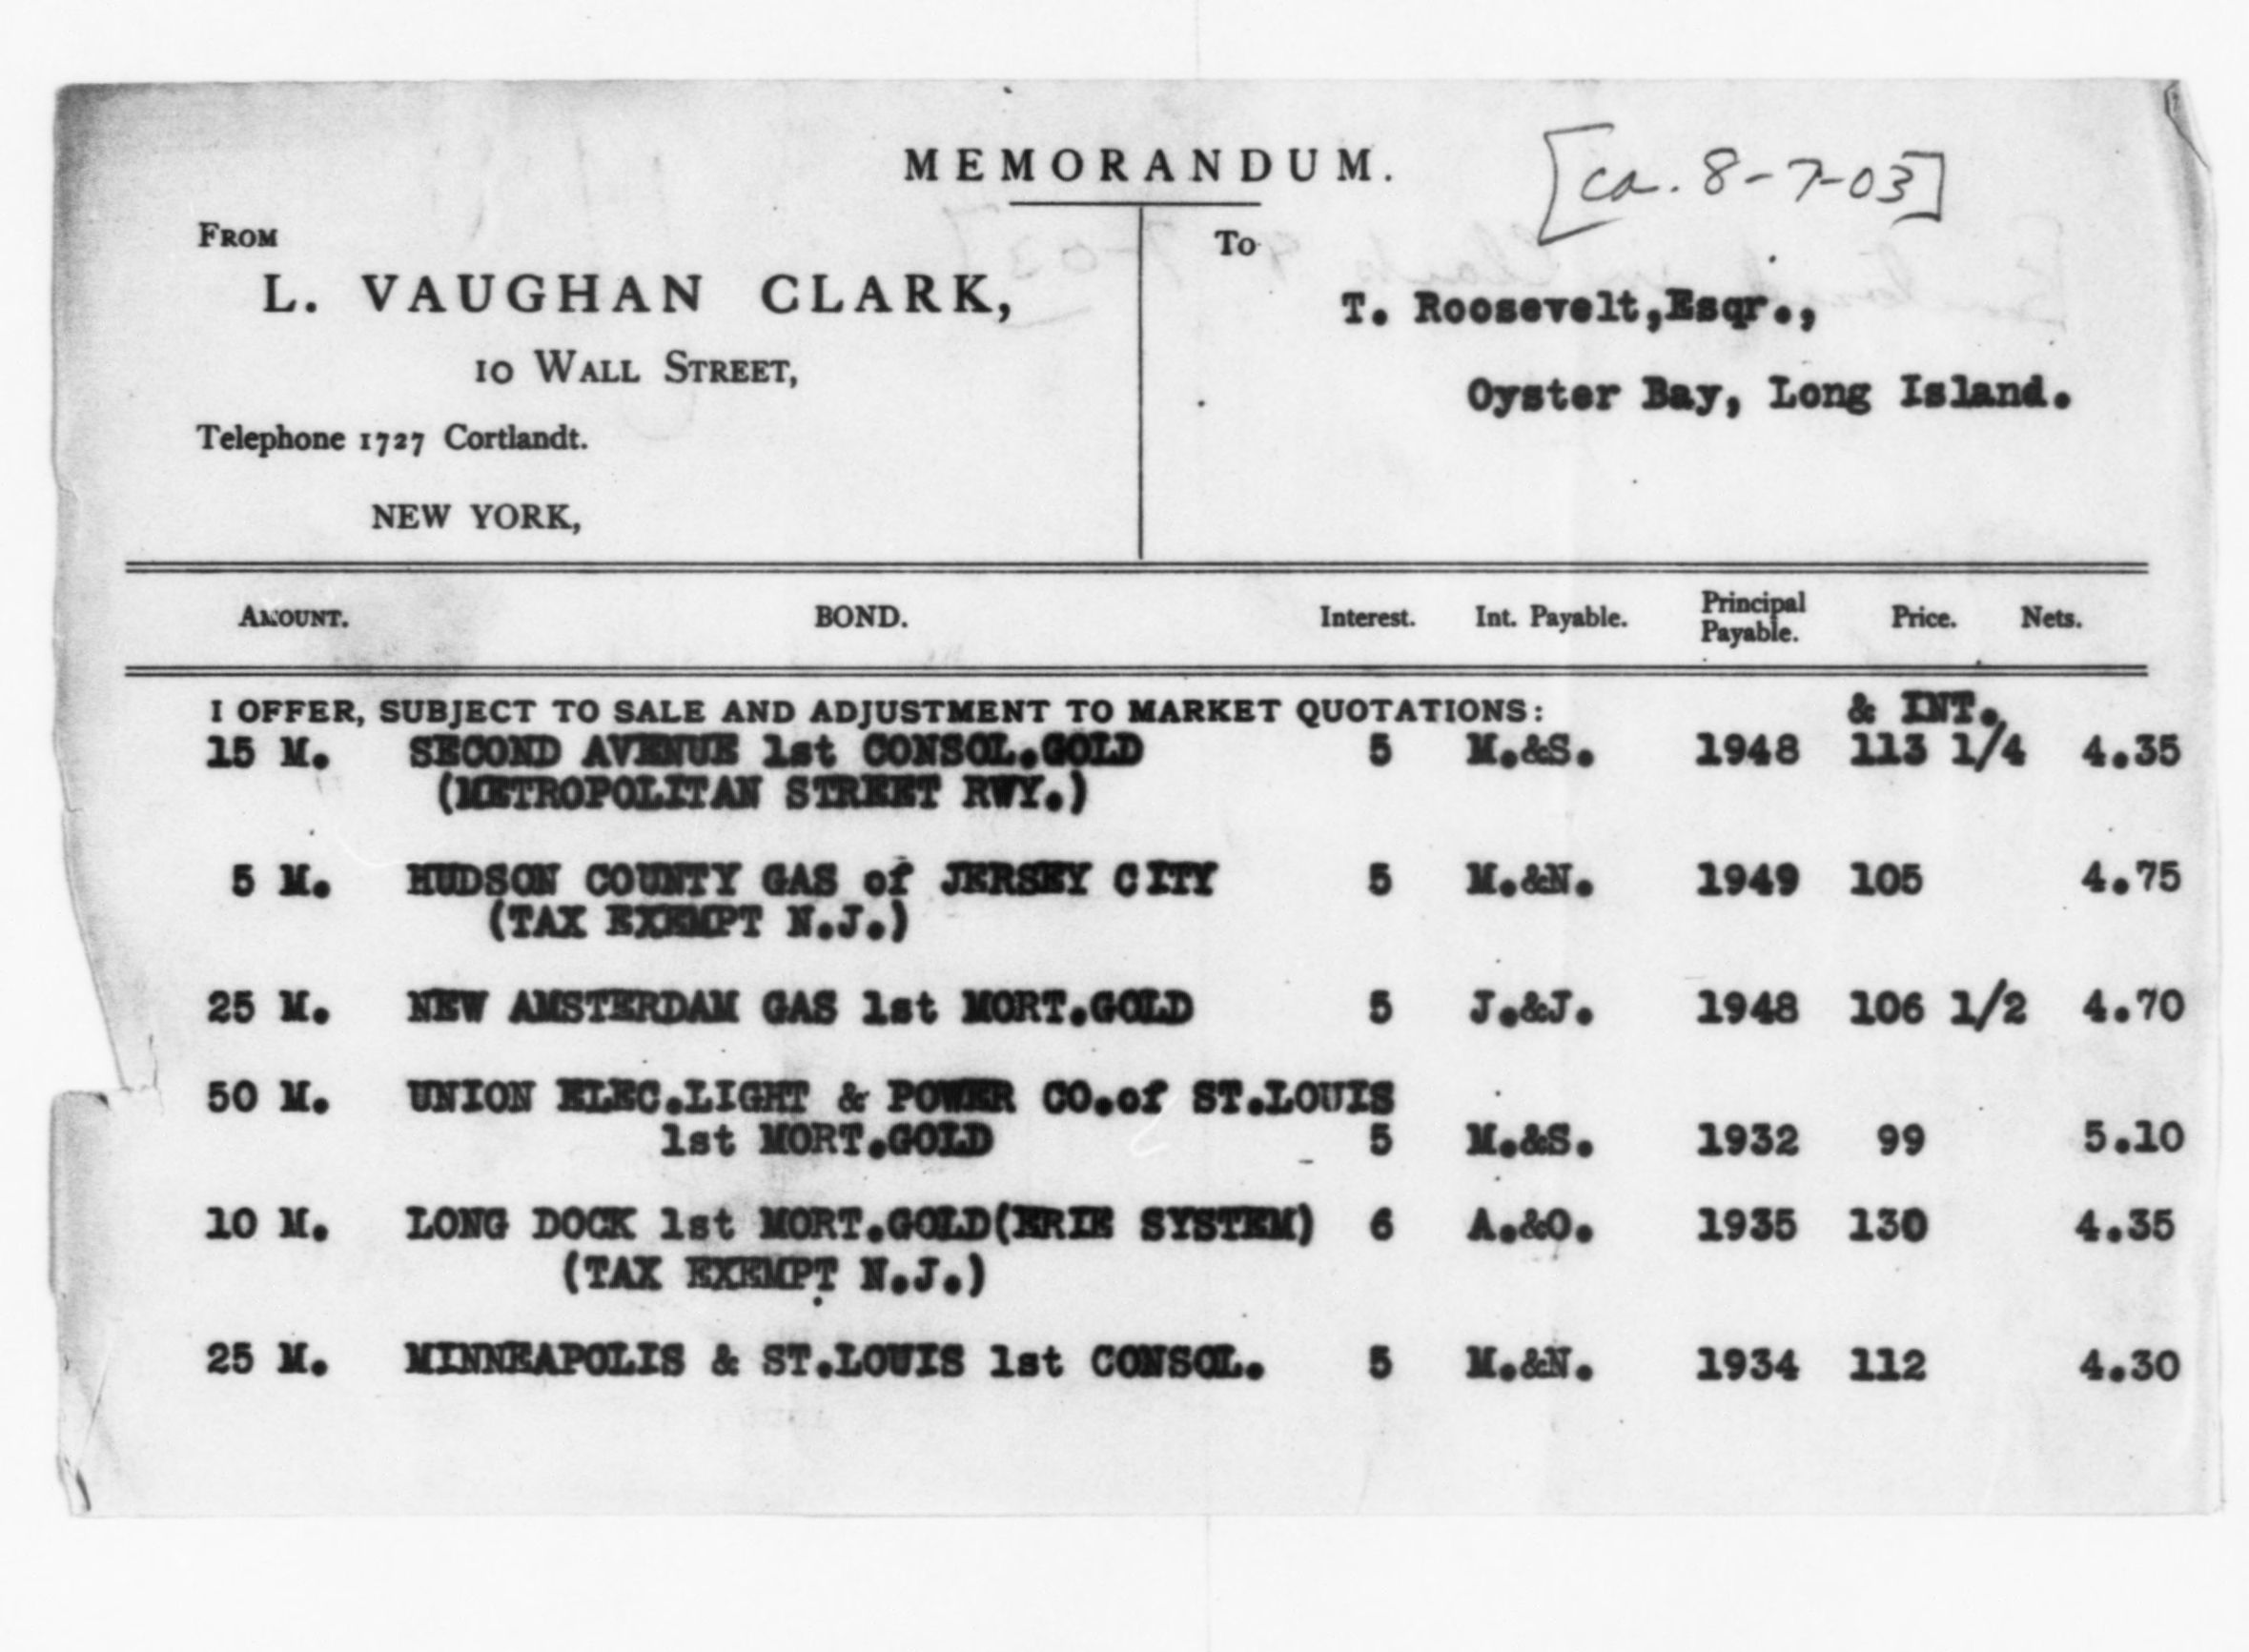 MEMORANDUM.
[ca. 8-7-03]
FROM
L. VAUGHAN CLARK,
10 WALL STREET,
Telephone 1727 Cortlandt.
NEW YORK,
To
T. Roosevelt,Esqr.,
Oyster Bay, Long Island.
AMOUNT. BOND. Interest. Int. Payable. Principal Payable. Price. Nets.
I OFFER, SUBJECT TO SALE AND ADJUSTMENT TO MARKET QUOTATIONS: & INT.
15 M. SECOND AVENUE 1st CONSOL.GOLD 5 M.&S. 1948 113 1/4 4.35
(METROPOLITAN STREET RWY.)
5 M. HUDSON COUNTY GAS of JERSEY CITY 5 M.&N. 1949 105 4.75
(TAX EXEMPT N.J.)
25 M. NEW AMSTERDAM GAS 1st MORT.GOLD 5 J.&J. 1948 106 1/2 4.70
50 M. UNION ELEC.LIGHT & POWER CO.of ST.LOUIS
1st MORT.GOLD 5 M.&S. 1932 99 5.10
10 M. LONG DOCK 1st MORT.GOLD(ERIE SYSTEM) 6 A.&O. 1935 130 4.35
(TAX EXEMPT N.J.)
25 M. MINNEAPOLIS & ST.LOUIS 1st CONSOL. 5 M.&N. 1934 112 4.30